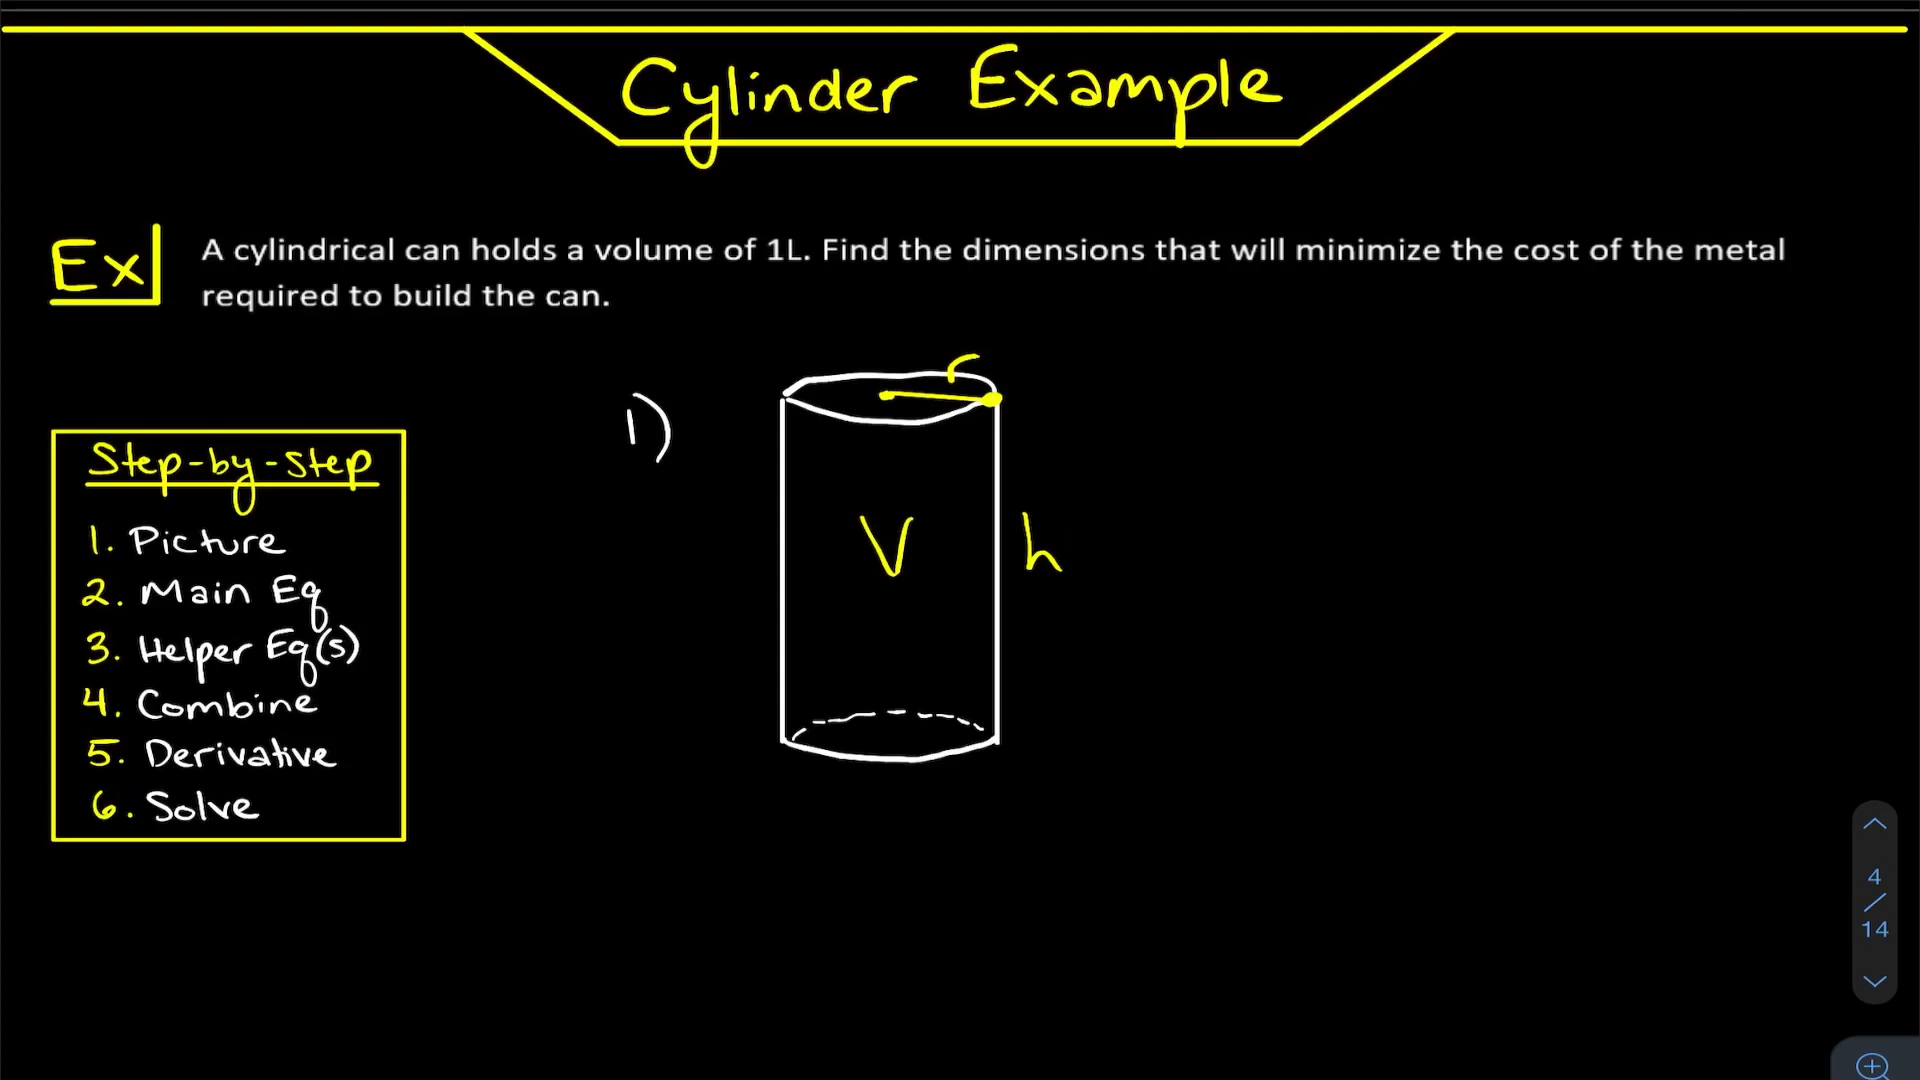 Cylinder Example
Ex
A cylindrical can holds a volume of 1L. Find the dimensions that will minimize the cost of the metal
required to build the can.
Step-by-step
1. Picture
2. Main Eq
3. Helper Eq(s)
4. Combine
5. Derivative
6. Solve
1)
r
V
h
4
/
14